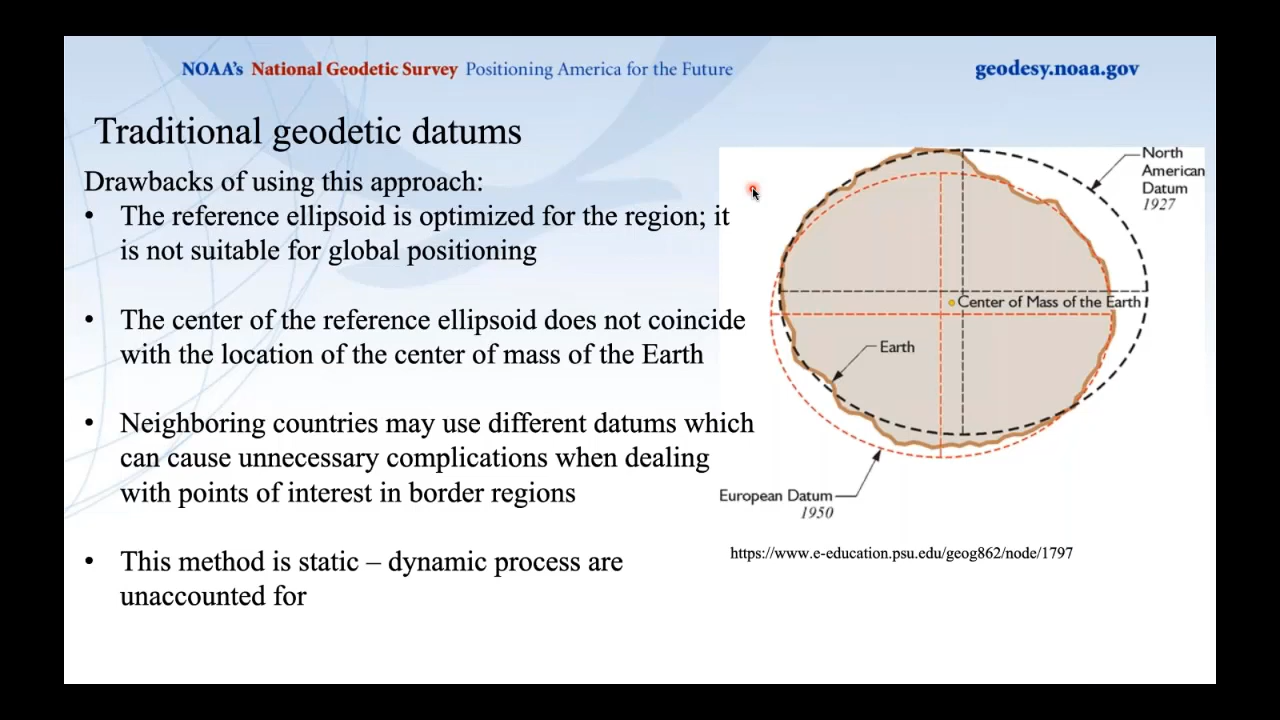 NOAA's National Geodetic Survey Positioning America for the Future
geodesy.noaa.gov
Traditional geodetic datums
Drawbacks of using this approach:
• The reference ellipsoid is optimized for the region; it
is not suitable for global positioning
• The center of the reference ellipsoid does not coincide
with the location of the center of mass of the Earth
• Neighboring countries may use different datums which
can cause unnecessary complications when dealing
with points of interest in border regions
• This method is static – dynamic process are
unaccounted for
North
American
Datum
1927
Center of Mass of the Earth
Earth
European Datum
1950
https://www.e-education.psu.edu/geog862/node/1797